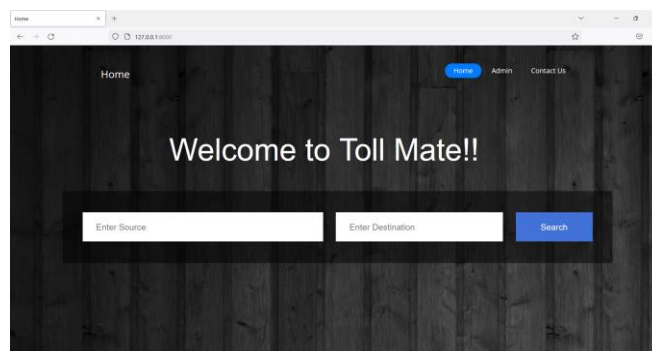 Home
127.0.0.1:8000
Home
Home Admin Contact Us
Welcome to Toll Mate!!
Enter Source Enter Destination Search